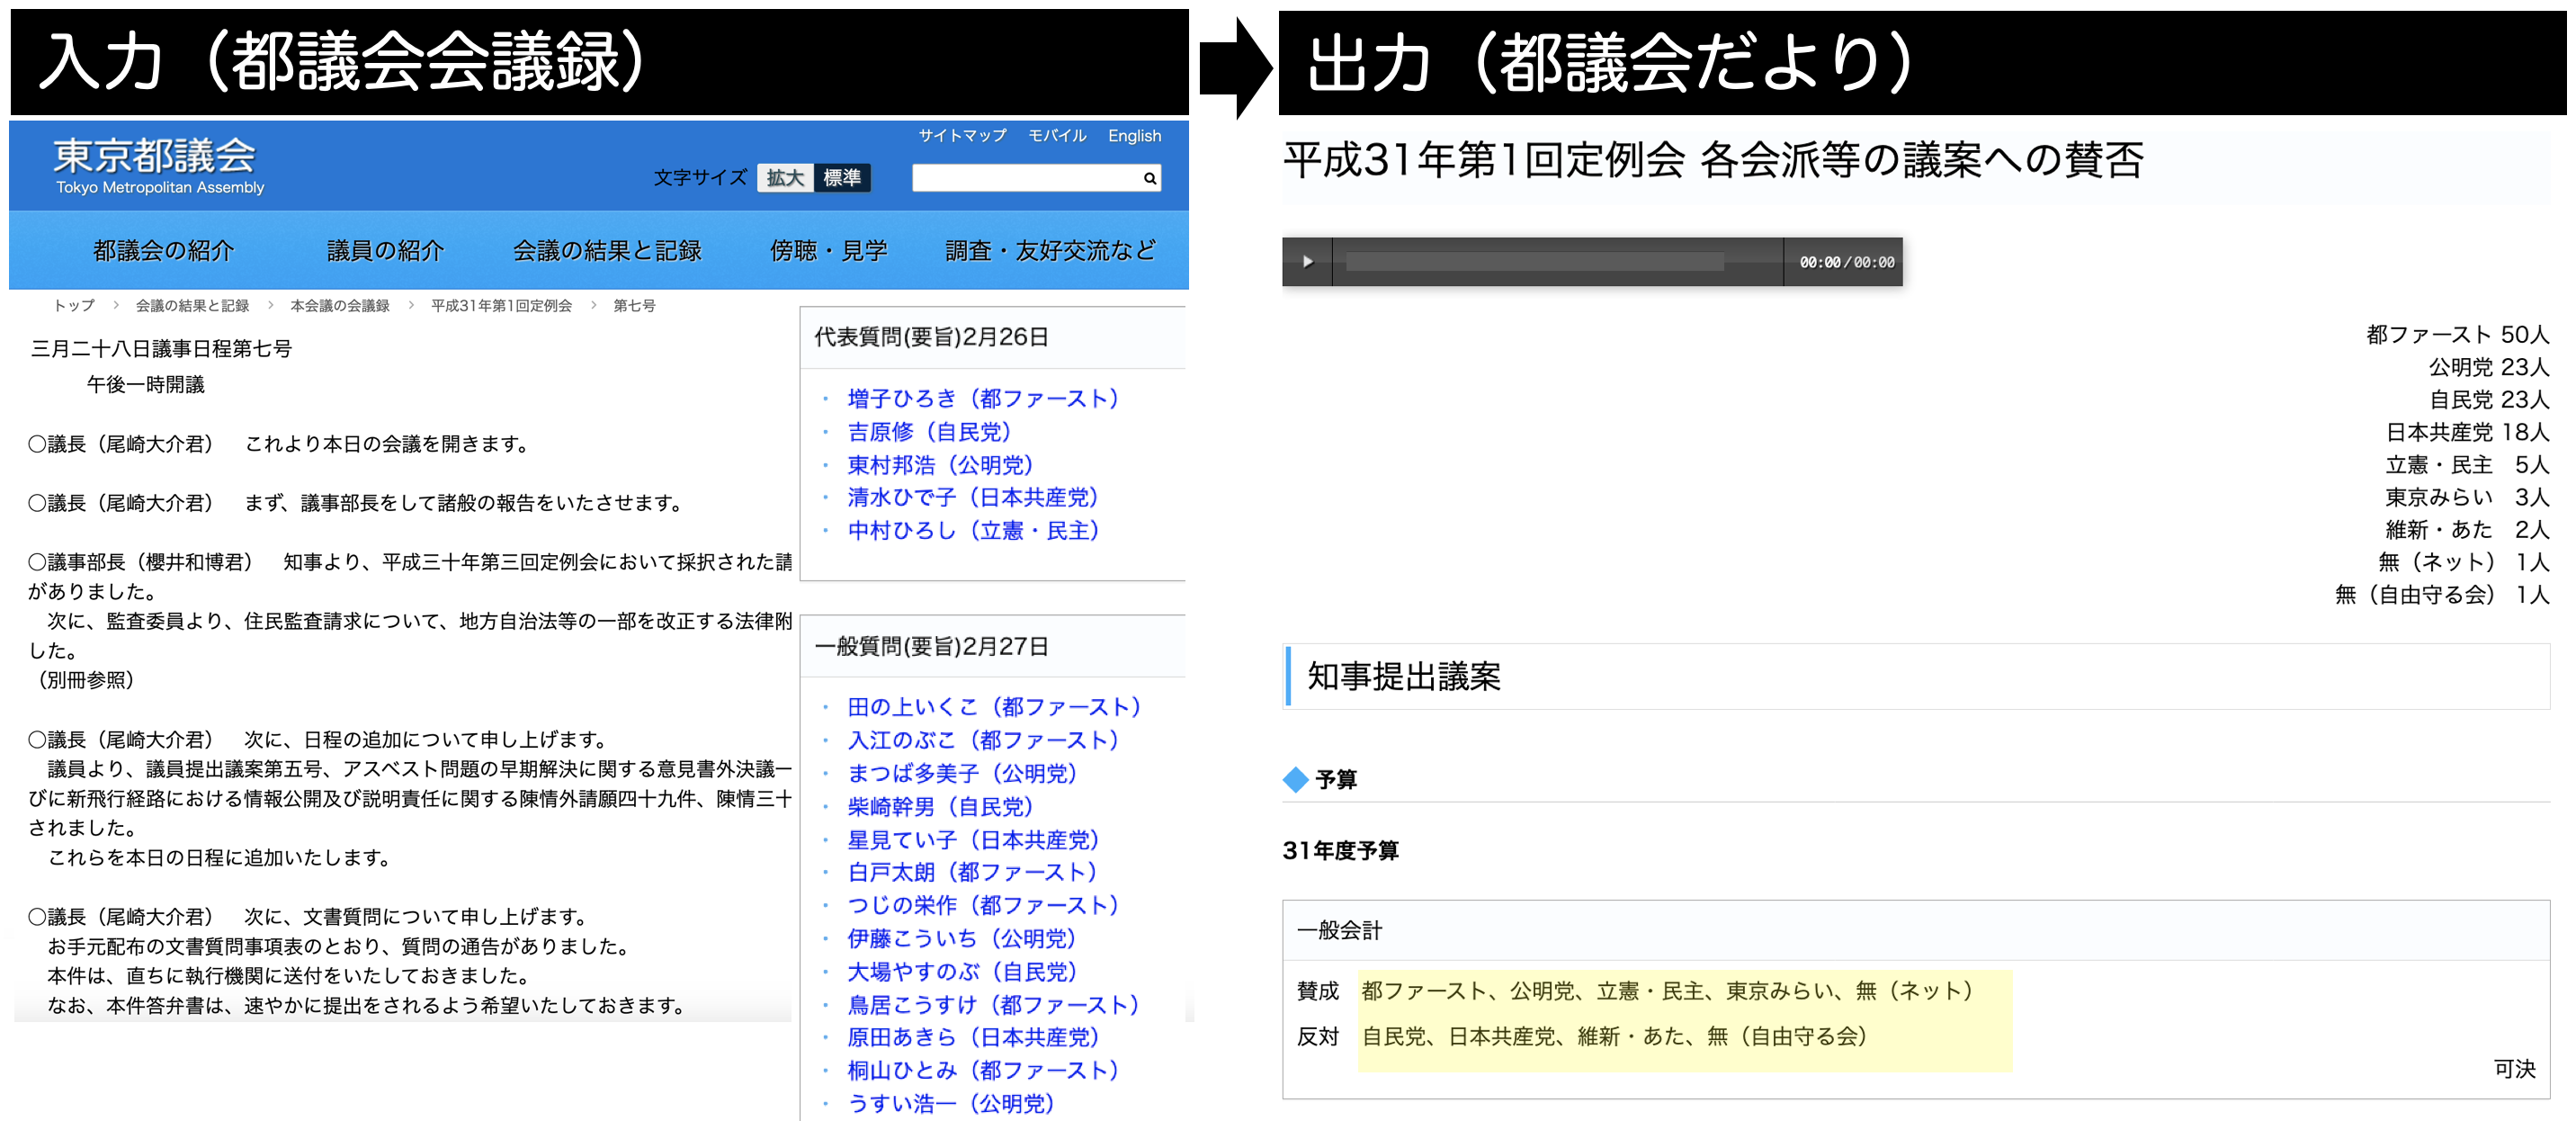 入力（都議会会議録）
出力（都議会だより）
東京都議会
Tokyo Metropolitan Assembly
サイトマップ モバイル English
文字サイズ 拡大 標準
都議会の紹介 議員の紹介 会議の結果と記録 傍聴・見学 調査・友好交流など
トップ > 会議の結果と記録 > 本会議の会議録 > 平成31年第1回定例会 > 第七号
三月二十八日議事日程第七号
午後一時開議
〇議長（尾崎大介君） これより本日の会議を開きます。
〇議長（尾崎大介君） まず、議事部長をして諸般の報告をいたさせます。
〇議事部長（櫻井和博君） 知事より、平成三十年第三回定例会において採択された請
がありました。
次に、監査委員より、住民監査請求について、地方自治法等の一部を改正する法律附
した。
（別冊参照）
〇議長（尾崎大介君） 次に、日程の追加について申し上げます。
議員より、議員提出議案第五号、アスベスト問題の早期解決に関する意見書外決議一
びに新飛行経路における情報公開及び説明責任に関する陳情外請願四十九件、陳情三十
されました。
これらを本日の日程に追加いたします。
〇議長（尾崎大介君） 次に、文書質問について申し上げます。
お手元配布の文書質問事項表のとおり、質問の通告がありました。
本件は、直ちに執行機関に送付をいたしておきました。
なお、本件答弁書は、速やかに提出をされるよう希望いたしておきます。
代表質問(要旨)2月26日
・ 増子ひろき（都ファースト）
・ 吉原修（自民党）
・ 東村邦浩（公明党）
・ 清水ひで子（日本共産党）
・ 中村ひろし（立憲・民主）
一般質問(要旨)2月27日
・ 田の上いくこ（都ファースト）
・ 入江のぶこ（都ファースト）
・ まつば多美子（公明党）
・ 柴崎幹男（自民党）
・ 星見てい子（日本共産党）
・ 白戸太朗（都ファースト）
・ つじの栄作（都ファースト）
・ 伊藤こういち（公明党）
・ 大場やすのぶ（自民党）
・ 鳥居こうすけ（都ファースト）
・ 原田あきら（日本共産党）
・ 桐山ひとみ（都ファースト）
・ うすい浩一（公明党）
平成31年第1回定例会 各会派等の議案への賛否
00:00/00:00
都ファースト 50人
公明党 23人
自民党 23人
日本共産党 18人
立憲・民主 5人
東京みらい 3人
維新・あた 2人
無（ネット） 1人
無（自由守る会） 1人
知事提出議案
予算
31年度予算
一般会計
賛成 都ファースト、公明党、立憲・民主、東京みらい、無（ネット）
反対 自民党、日本共産党、維新・あた、無（自由守る会）
可決